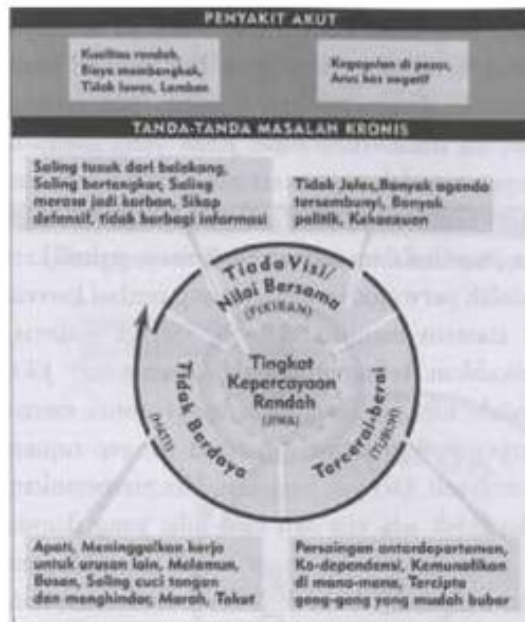 PENYAKIT AKUT
Kualitas rendah,
Biaya membengkak,
Tidak luwes, Lamban
Kegagalan di pasar,
Arus kas negatif
TANDA-TANDA MASALAH KRONIS
Saling tusuk dari belakang,
Saling bertengkar, Saling
merasa jadi korban, Sikap
defensif, tidak berbagi informasi
Tidak Jelas, Banyak agenda
tersembunyi, Banyak
politik, Kekacauan
Tiada Visi/
Nilai Bersama
(PIKIRAN)
Tingkat
Kepercayaan
Rendah
(JIWA)
Tidak Berdaya
(HATI)
Tercerai-berai
(TUBUH)
Apati, Meninggalkan kerja
untuk urusan lain, Melamun,
Bosan, Saling cuci tangan
dan menghindar, Marah, Takut
Persaingan antardepartemen,
Ko-dependensi, Kemunafikan
di mana-mana, Tercipta
geng-geng yang mudah bubar